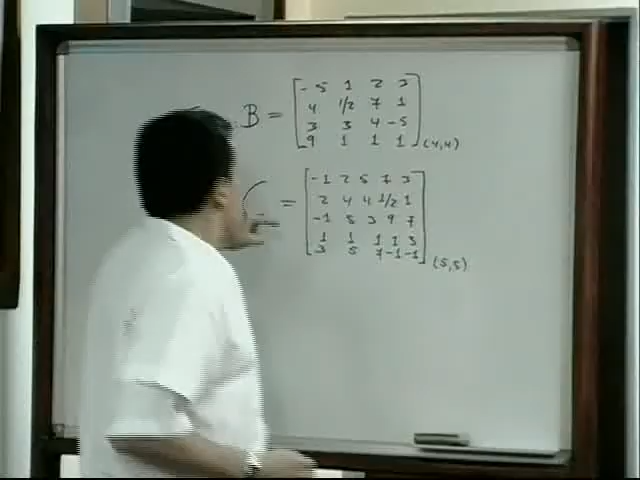 B = [ -5 1 2 3
4 1/2 7 1
3 3 4 -5
9 1 1 1 ] (4,4)
C = [ -1 2 5 7 3
2 4 4 1/2 1
-1 5 3 9 7
1 1 1 1 3
3 5 7 -1 -1 ] (5,5)